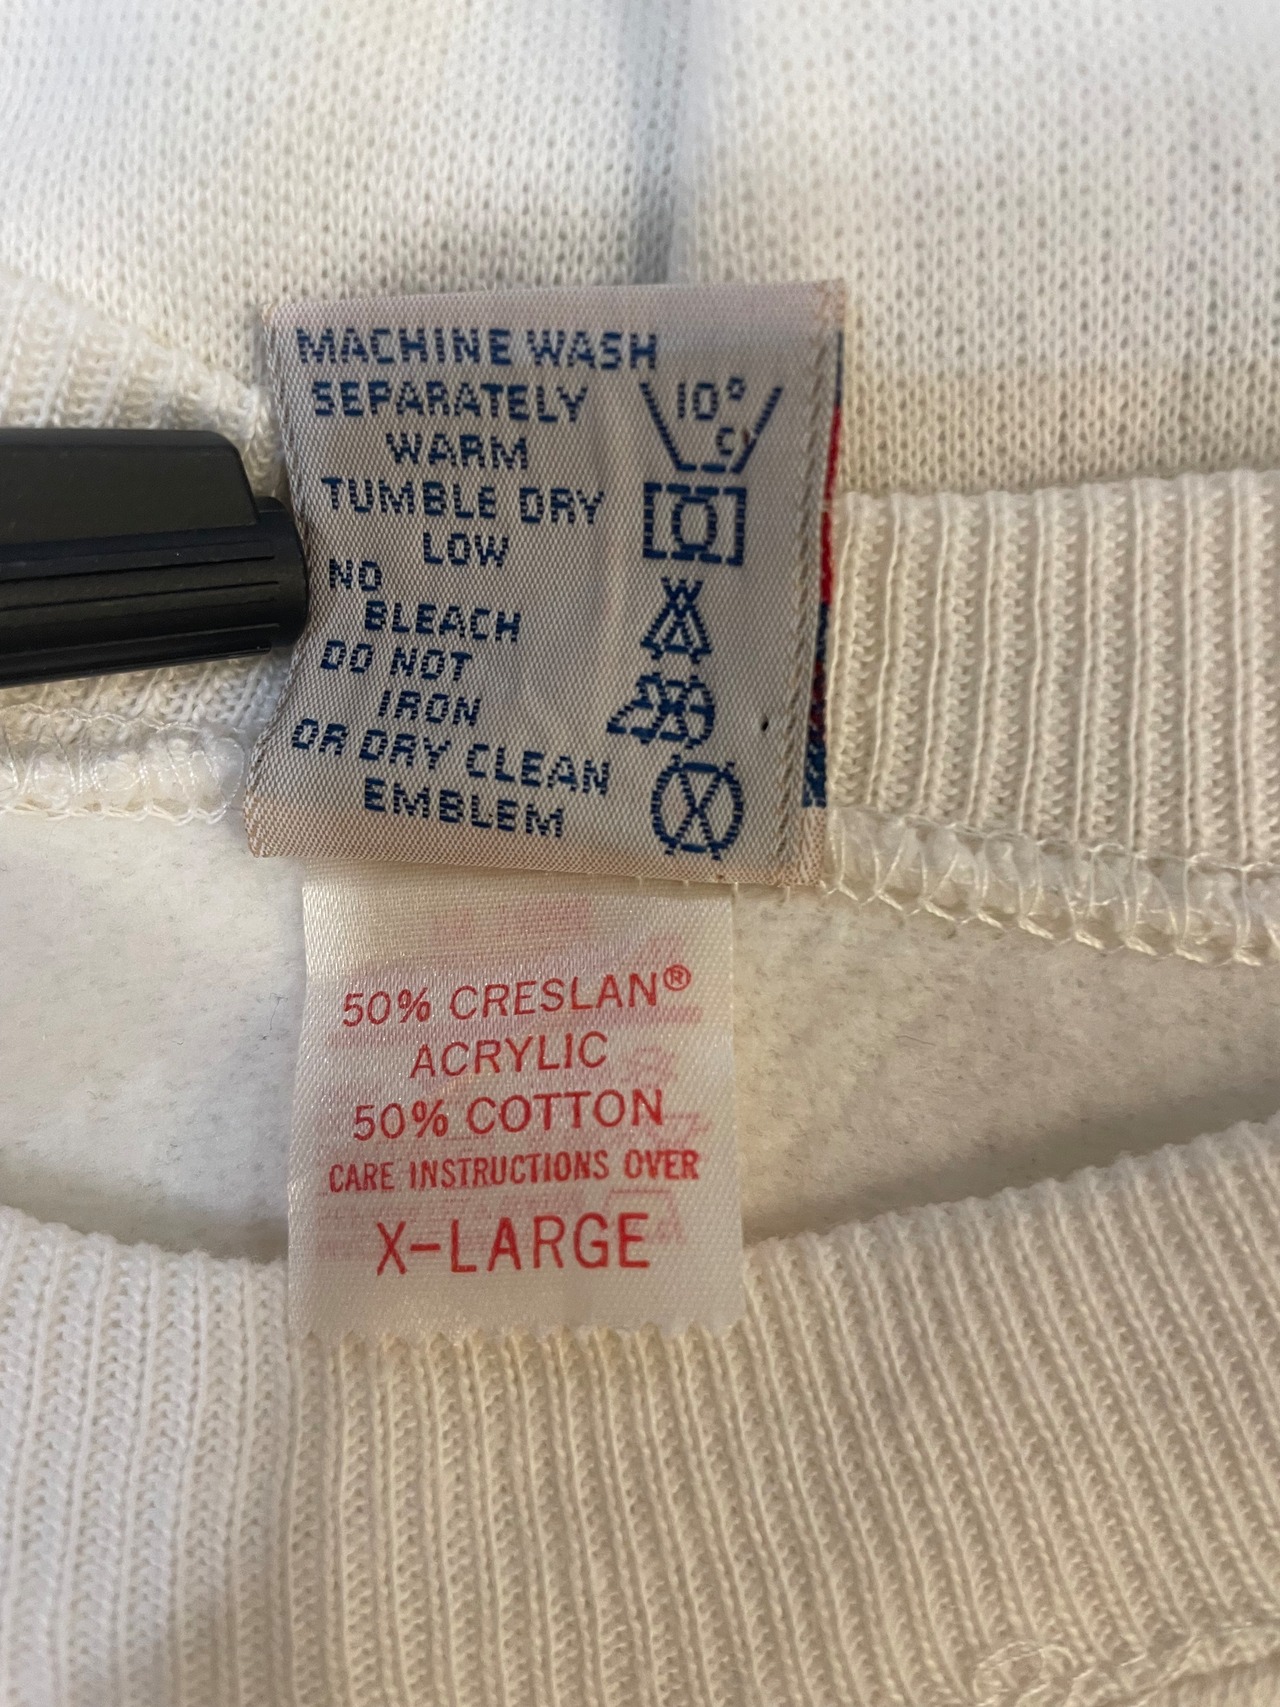 MACHINE WASH
SEPARATELY
10°
C
WARM
TUMBLE DRY
LOW
NO
BLEACH
DO NOT
IRON
OR DRY CLEAN
EMBLEM
50% CRESLAN®
ACRYLIC
50% COTTON
CARE INSTRUCTIONS OVER
X-LARGE